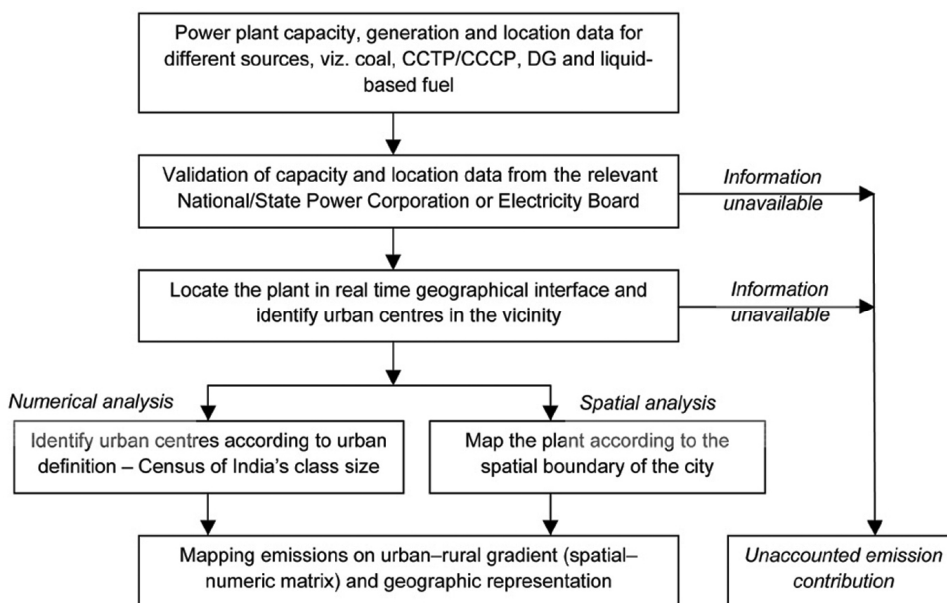 Power plant capacity, generation and location data for
different sources, viz. coal, CCTP/CCCP, DG and liquid-
based fuel
Validation of capacity and location data from the relevant
National/State Power Corporation or Electricity Board
Information
unavailable
Locate the plant in real time geographical interface and
identify urban centres in the vicinity
Information
unavailable
Numerical analysis
Spatial analysis
Identify urban centres according to urban
definition – Census of India's class size
Map the plant according to the
spatial boundary of the city
Mapping emissions on urban–rural gradient (spatial–
numeric matrix) and geographic representation
Unaccounted emission
contribution